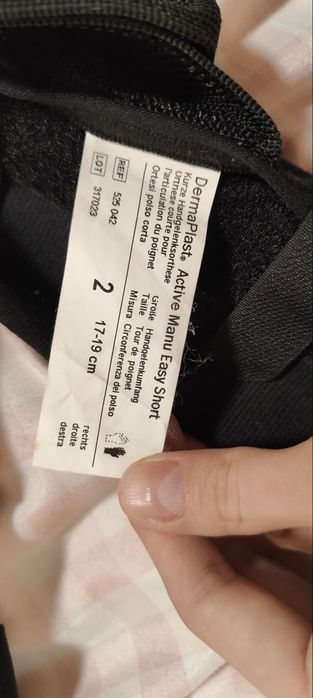 DermaPlast® Active Manu Easy Short
Kurze Handgelenksorthese
Orthèse courte pour
l'articulation du poignet
Ortesi polso corta
Größe Handgelenkumfang
Taille Tour de poignet
Misura Circonferenza del polso
REF 525 042
LOT 317023
2 17-19 cm
rechts
droite
destra